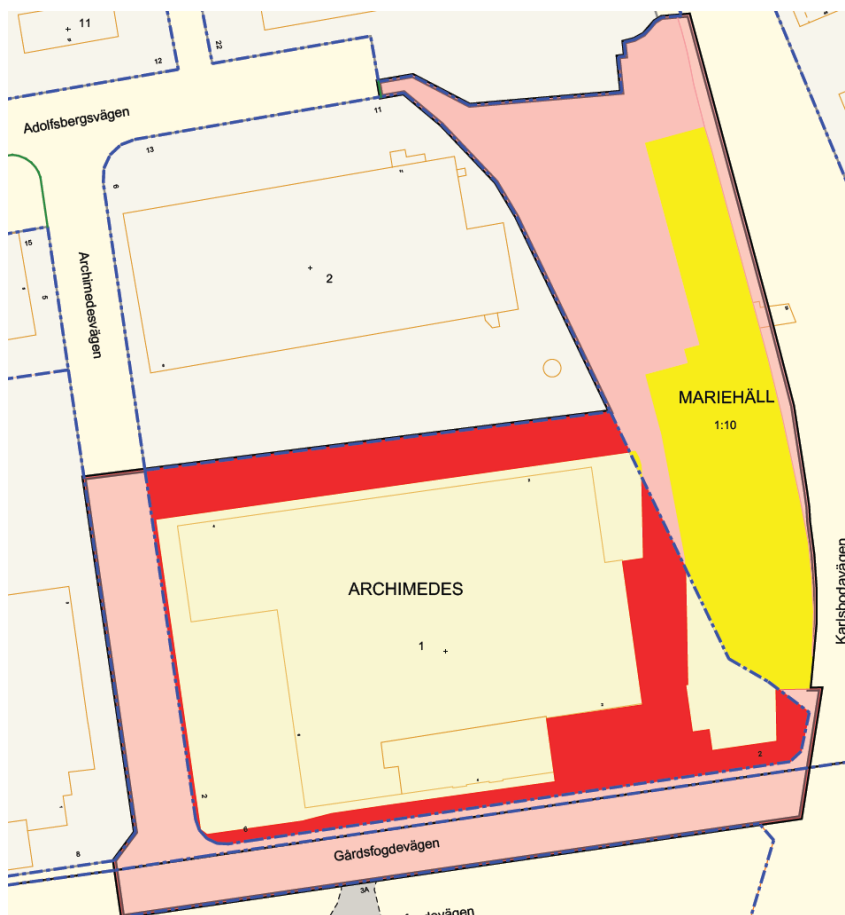 11
22
12
Adolfsbergsvägen
11
13
6
15
Archimedesvägen
5
2
MARIEHÄLL
1:10
ARCHIMEDES
1
Karlsbodavägen
2
2
6
8
Gårdsfogdevägen
3A